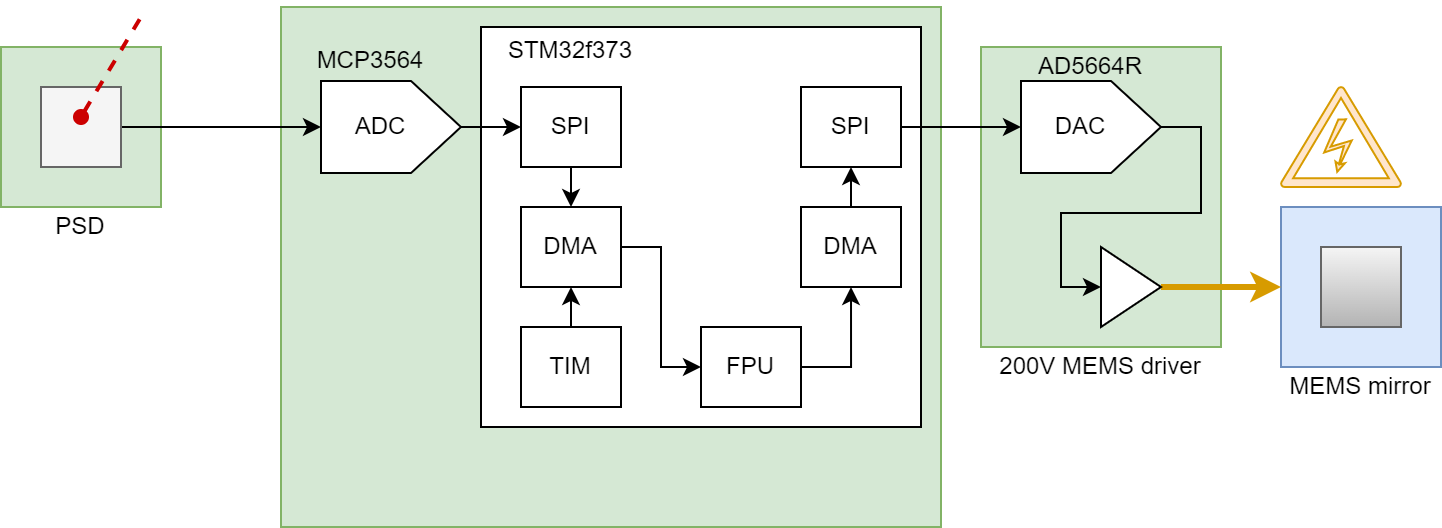 MCP3564
STM32f373
AD5664R
ADC
SPI
SPI
DAC
PSD
DMA
DMA
TIM
FPU
200V MEMS driver
MEMS mirror